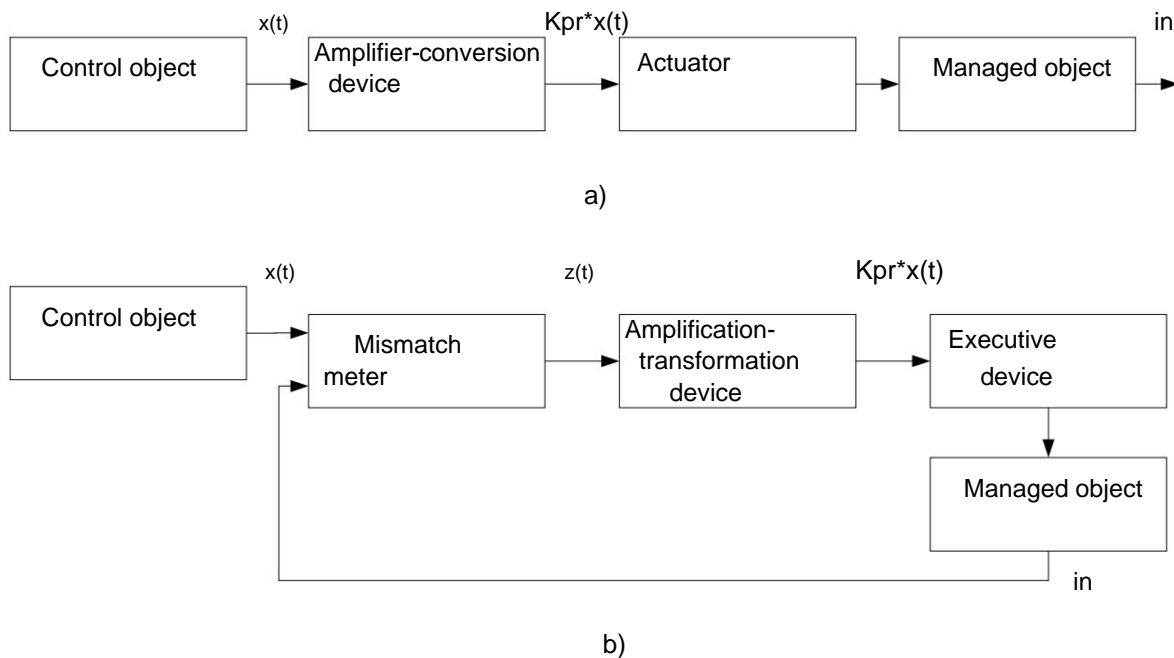 x(t)
Kpr*x(t)
in
Control object
Amplifier-conversion
device
Actuator
Managed object
a)
x(t)
z(t)
Kpr*x(t)
Control object
Mismatch
meter
Amplification-
transformation
device
Executive
device
Managed object
in
b)